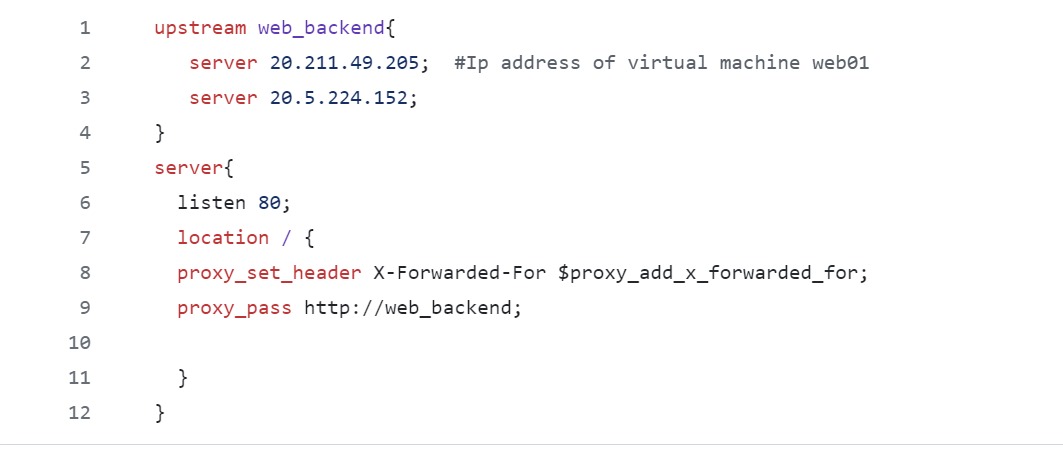 1 upstream web_backend{
2 server 20.211.49.205; #Ip address of virtual machine web01
3 server 20.5.224.152;
4 }
5 server{
6 listen 80;
7 location / {
8 proxy_set_header X-Forwarded-For $proxy_add_x_forwarded_for;
9 proxy_pass http://web_backend;
10
11 }
12 }